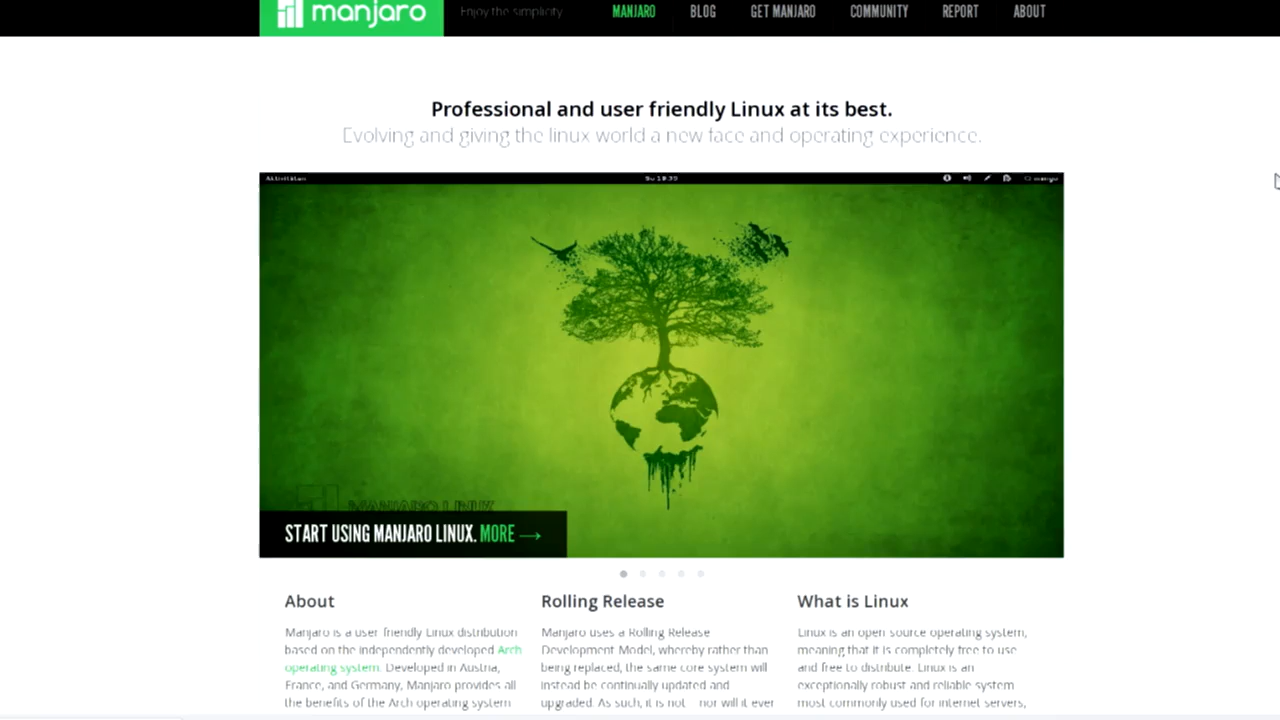 manjaro
Enjoy the simplicity.
MANJARO BLOG GET MANJARO COMMUNITY REPORT ABOUT
Professional and user friendly Linux at its best.
Evolving and giving the linux world a new face and operating experience.
Aktivitäten
MANJARO LINUX
START USING MANJARO LINUX. MORE →
About
Manjaro is a user friendly Linux distribution
based on the independently developed Arch
operating system. Developed in Austria,
France, and Germany, Manjaro provides all
the benefits of the Arch operating system
Rolling Release
Manjaro uses a Rolling Release
Development Model, whereby rather than
being replaced, the same core system will
instead be continually updated and
upgraded. As such, it is not nor will it ever
What is Linux
Linux is an open source operating system,
meaning that it is completely free to use
and free to distribute. Linux is an
exceptionally robust and reliable system
most commonly used for internet servers,